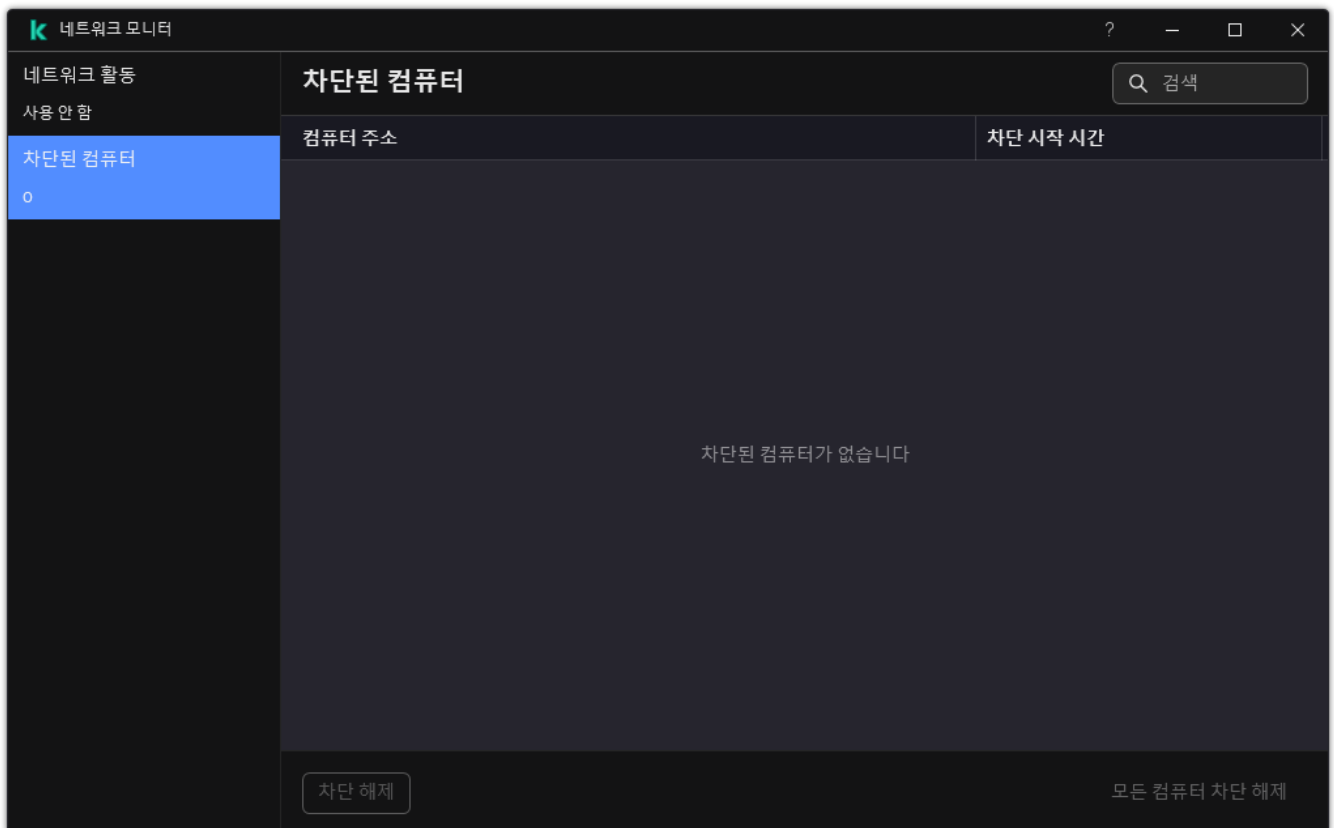 네트워크 모니터
?
네트워크 활동
사용 안 함
차단된 컴퓨터
0
차단된 컴퓨터
검색
컴퓨터 주소
차단 시작 시간
차단된 컴퓨터가 없습니다
차단 해제
모든 컴퓨터 차단 해제